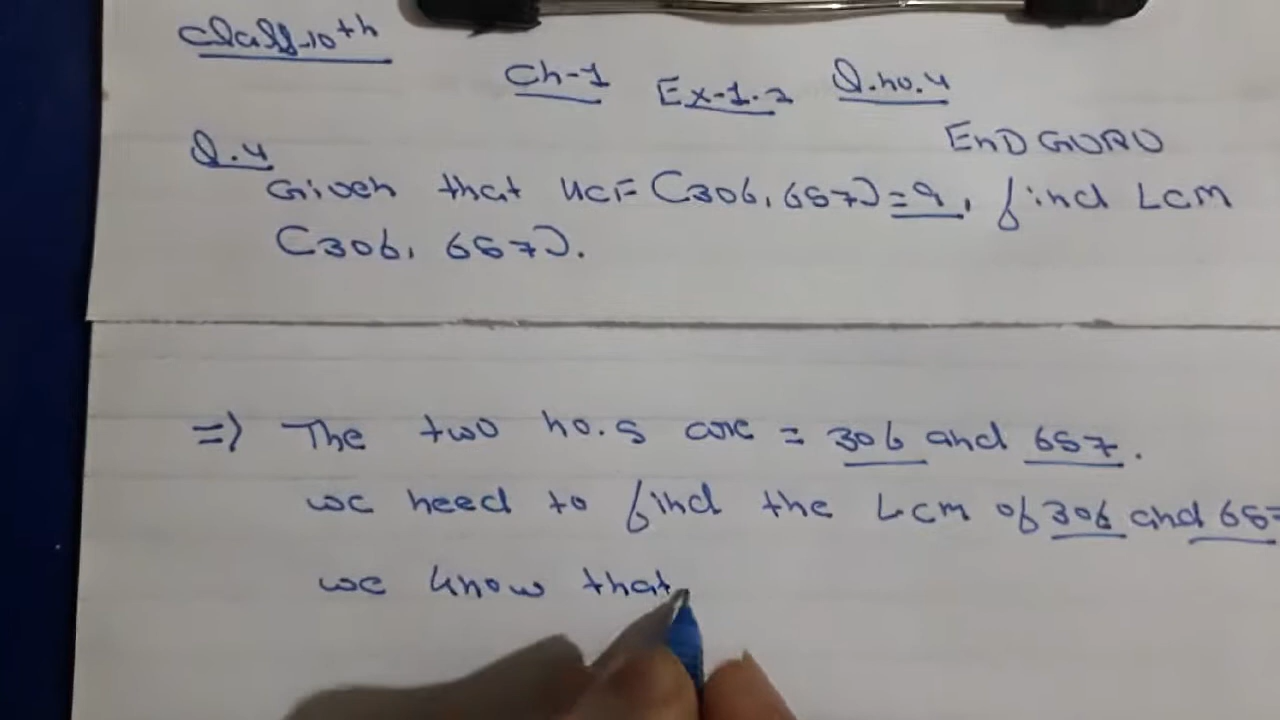 Class-10th
Ch-1 Ex-1.2 Q.no.4
EnD GURU
Q.4
Given that HCF (306, 657) = 9, find LCM
(306, 657).
=> The two no.s are = 306 and 657.
we need to find the LCM of 306 and 657
we know that